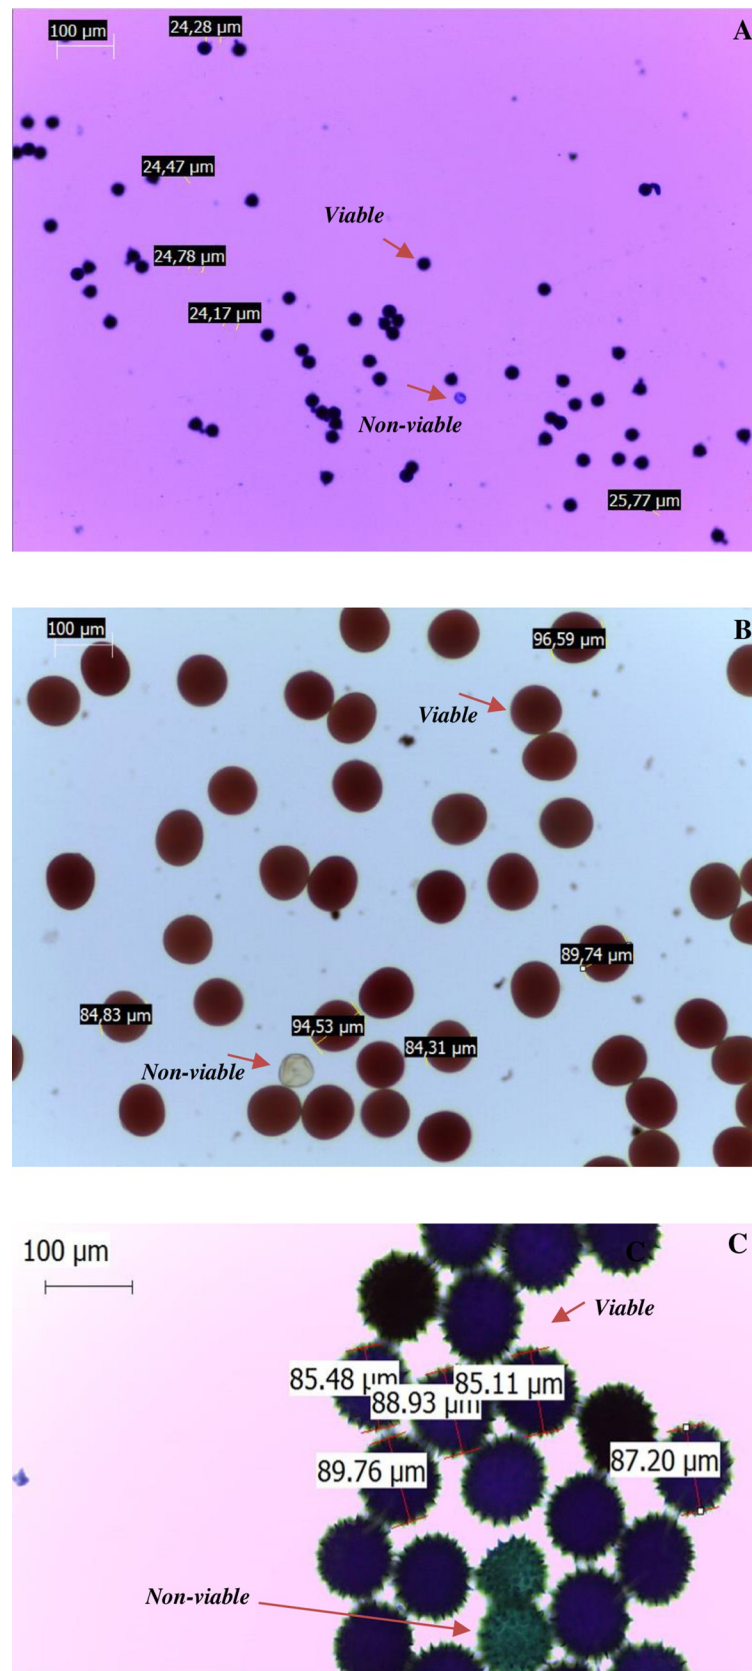 100 µm
24,28 µm
A
24,47 µm
Viable
24,78 µm
24,17 µm
Non-viable
25,77 µm
100 µm
B
96,59 µm
Viable
89,74 µm
84,83 µm
94,53 µm
84,31 µm
Non-viable
C
C
100 µm
Viable
85.48 µm
85.11 µm
88.93 µm
87.20 µm
89.76 µm
Non-viable